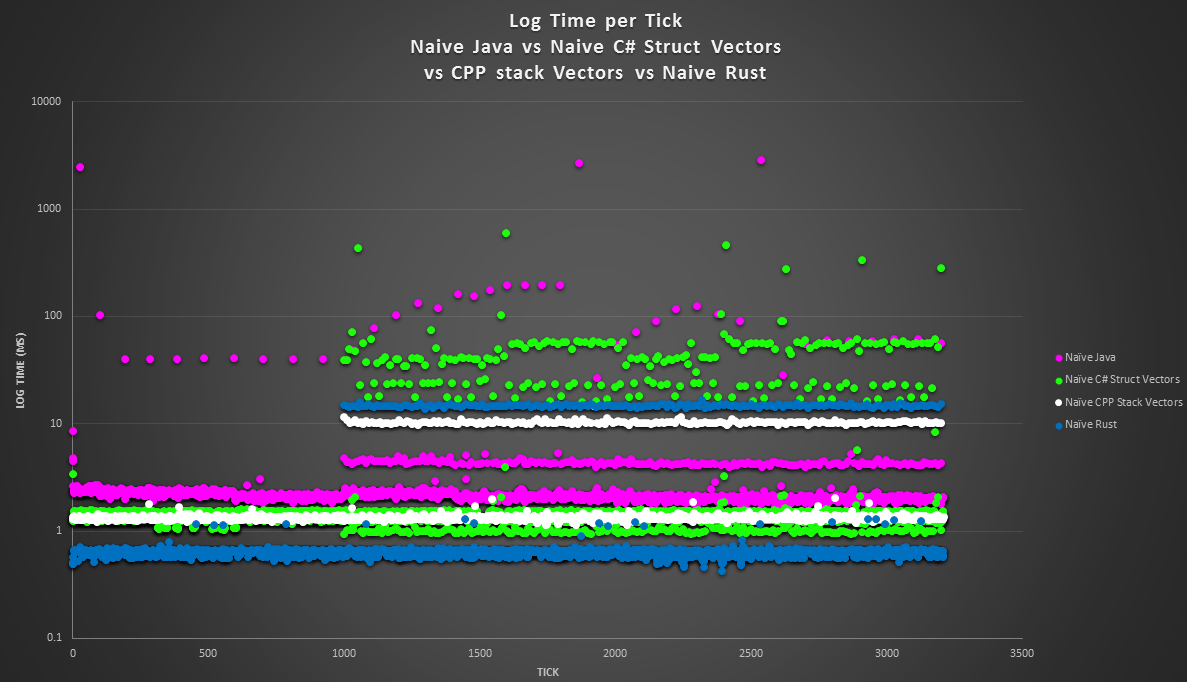 Log Time per Tick
Naive Java vs Naive C# Struct Vectors
vs CPP stack Vectors vs Naive Rust
10000
1000
100
10
1
0.1
LOG TIME (MS)
0 500 1000 1500 2000 2500 3000 3500
TICK
Naïve Java
Naïve C# Struct Vectors
Naïve CPP Stack Vectors
Naïve Rust